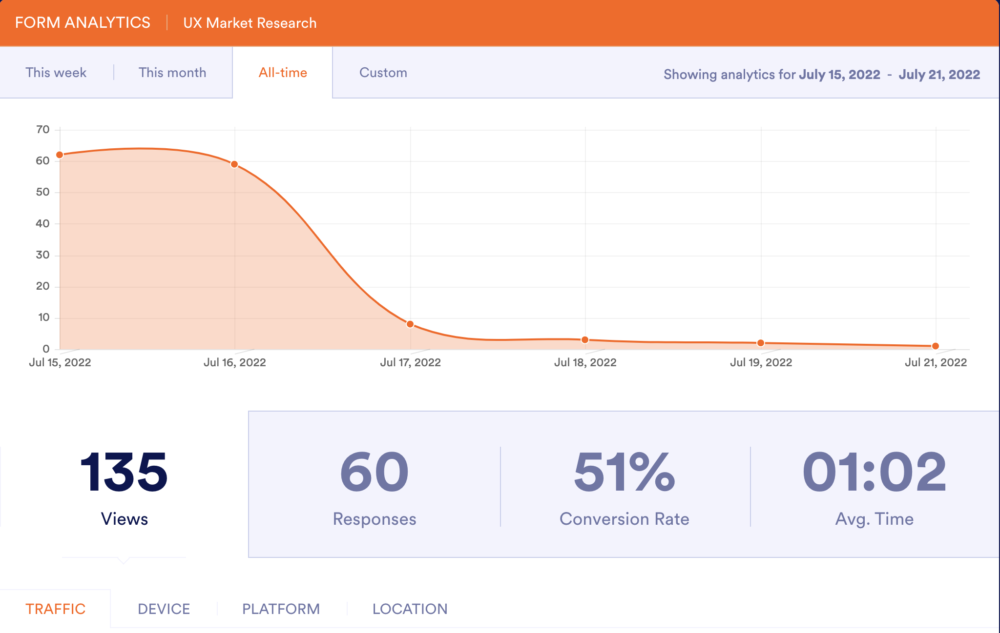 FORM ANALYTICS | UX Market Research
This week | This month All-time Custom Showing analytics for July 15, 2022 - July 21, 2022
70
60
50
40
30
20
10
0
Jul 15, 2022 Jul 16, 2022 Jul 17, 2022 Jul 18, 2022 Jul 19, 2022 Jul 21, 2022
135 60 51% 01:02
Views Responses Conversion Rate Avg. Time
TRAFFIC DEVICE PLATFORM LOCATION